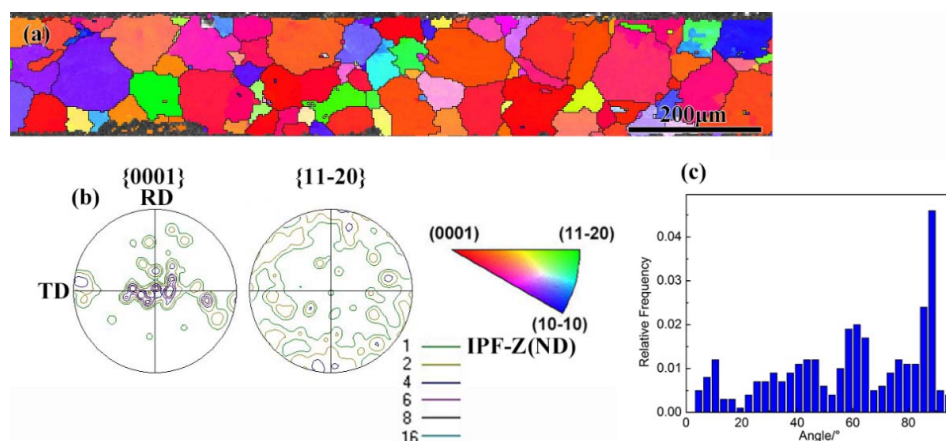 (a)
200μm
(b)
{0001}
RD
{11-20}
TD
(0001)
(11-20)
(10-10)
IPF-Z(ND)
1
2
4
6
8
16
(c)
Relative Frequency
0.04
0.03
0.02
0.01
0.00
0 20 40 60 80
Angle/°